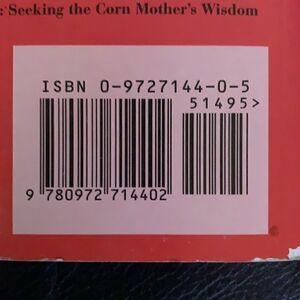 : Seeking the Corn Mother's Wisdom
ISBN 0-9727144-0-5
51495>
9 780972 714402